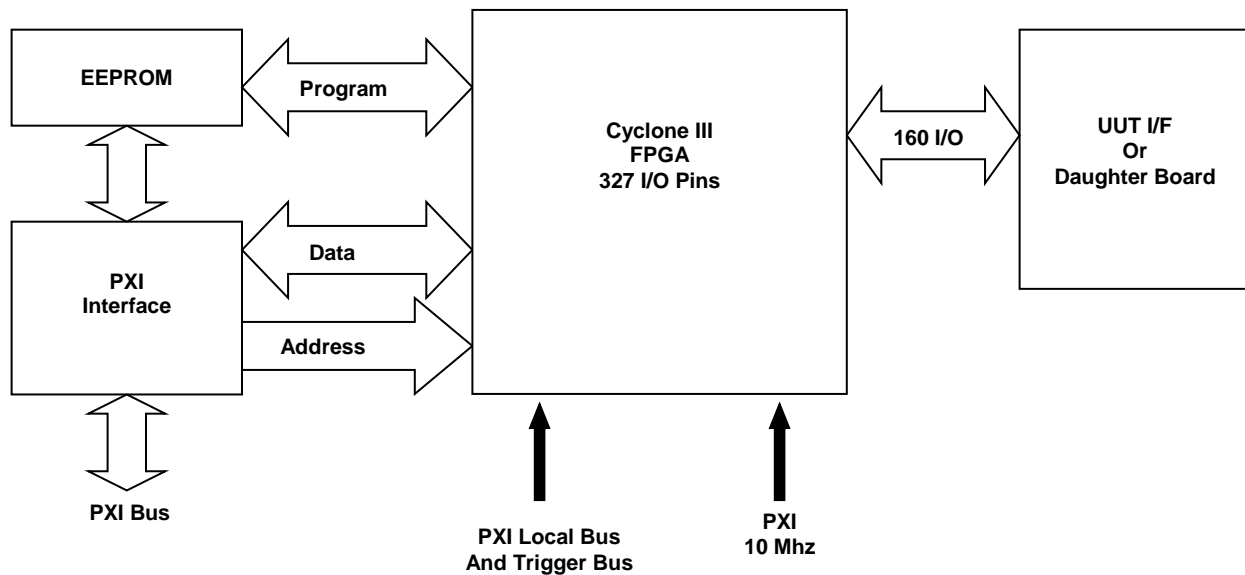 EEPROM
Program
Cyclone III
FPGA
327 I/O Pins
160 I/O
UUT I/F
Or
Daughter Board
PXI
Interface
Data
Address
PXI Bus
PXI Local Bus
And Trigger Bus
PXI
10 Mhz